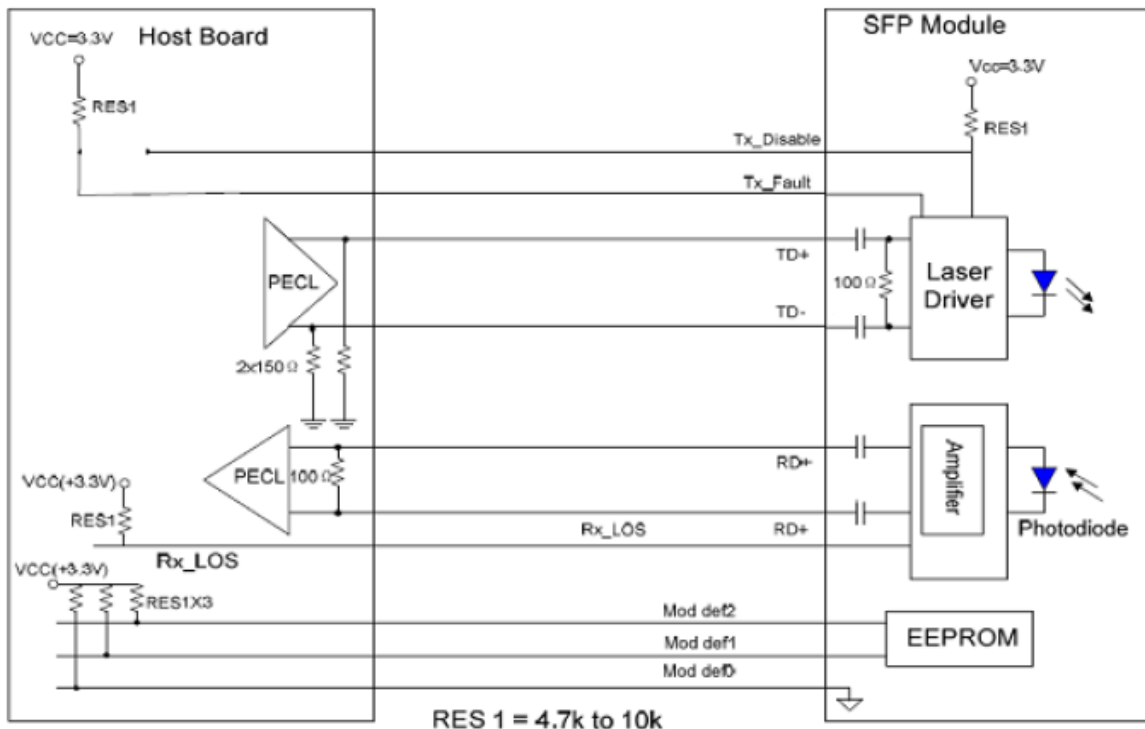 Host Board
SFP Module
VCC=3.3V
RES1
Vcc=3.3V
RES1
Tx_Disable
Tx_Fault
PECL
TD+
TD-
2x150 Ω
100 Ω
Laser
Driver
PECL
100 Ω
RD+
RD+
Amplifier
Photodiode
VCC(+3.3V)
RES1
Rx_LOS
Rx_LOS
VCC(+3.3V)
RES1X3
Mod def2
Mod def1
Mod def0
EEPROM
RES 1 = 4.7k to 10k